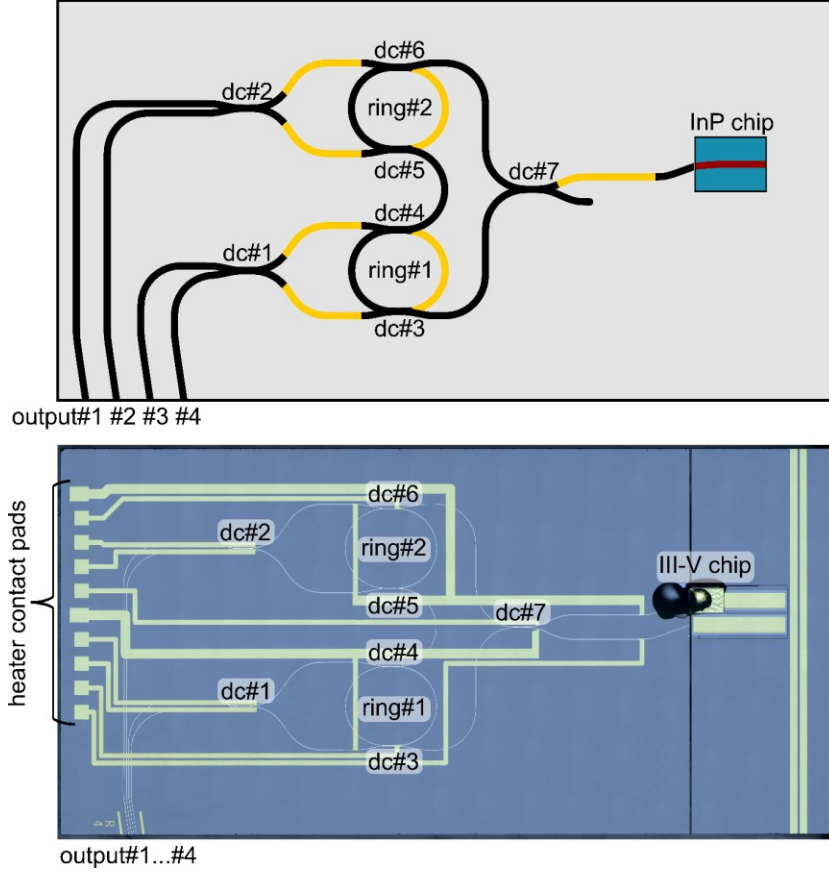 dc#6
dc#2
ring#2
InP chip
dc#5
dc#7
dc#4
dc#1
ring#1
dc#3
output#1 #2 #3 #4
heater contact pads
dc#6
dc#2
ring#2
III-V chip
dc#5
dc#7
dc#4
dc#1
ring#1
dc#3
output#1...#4